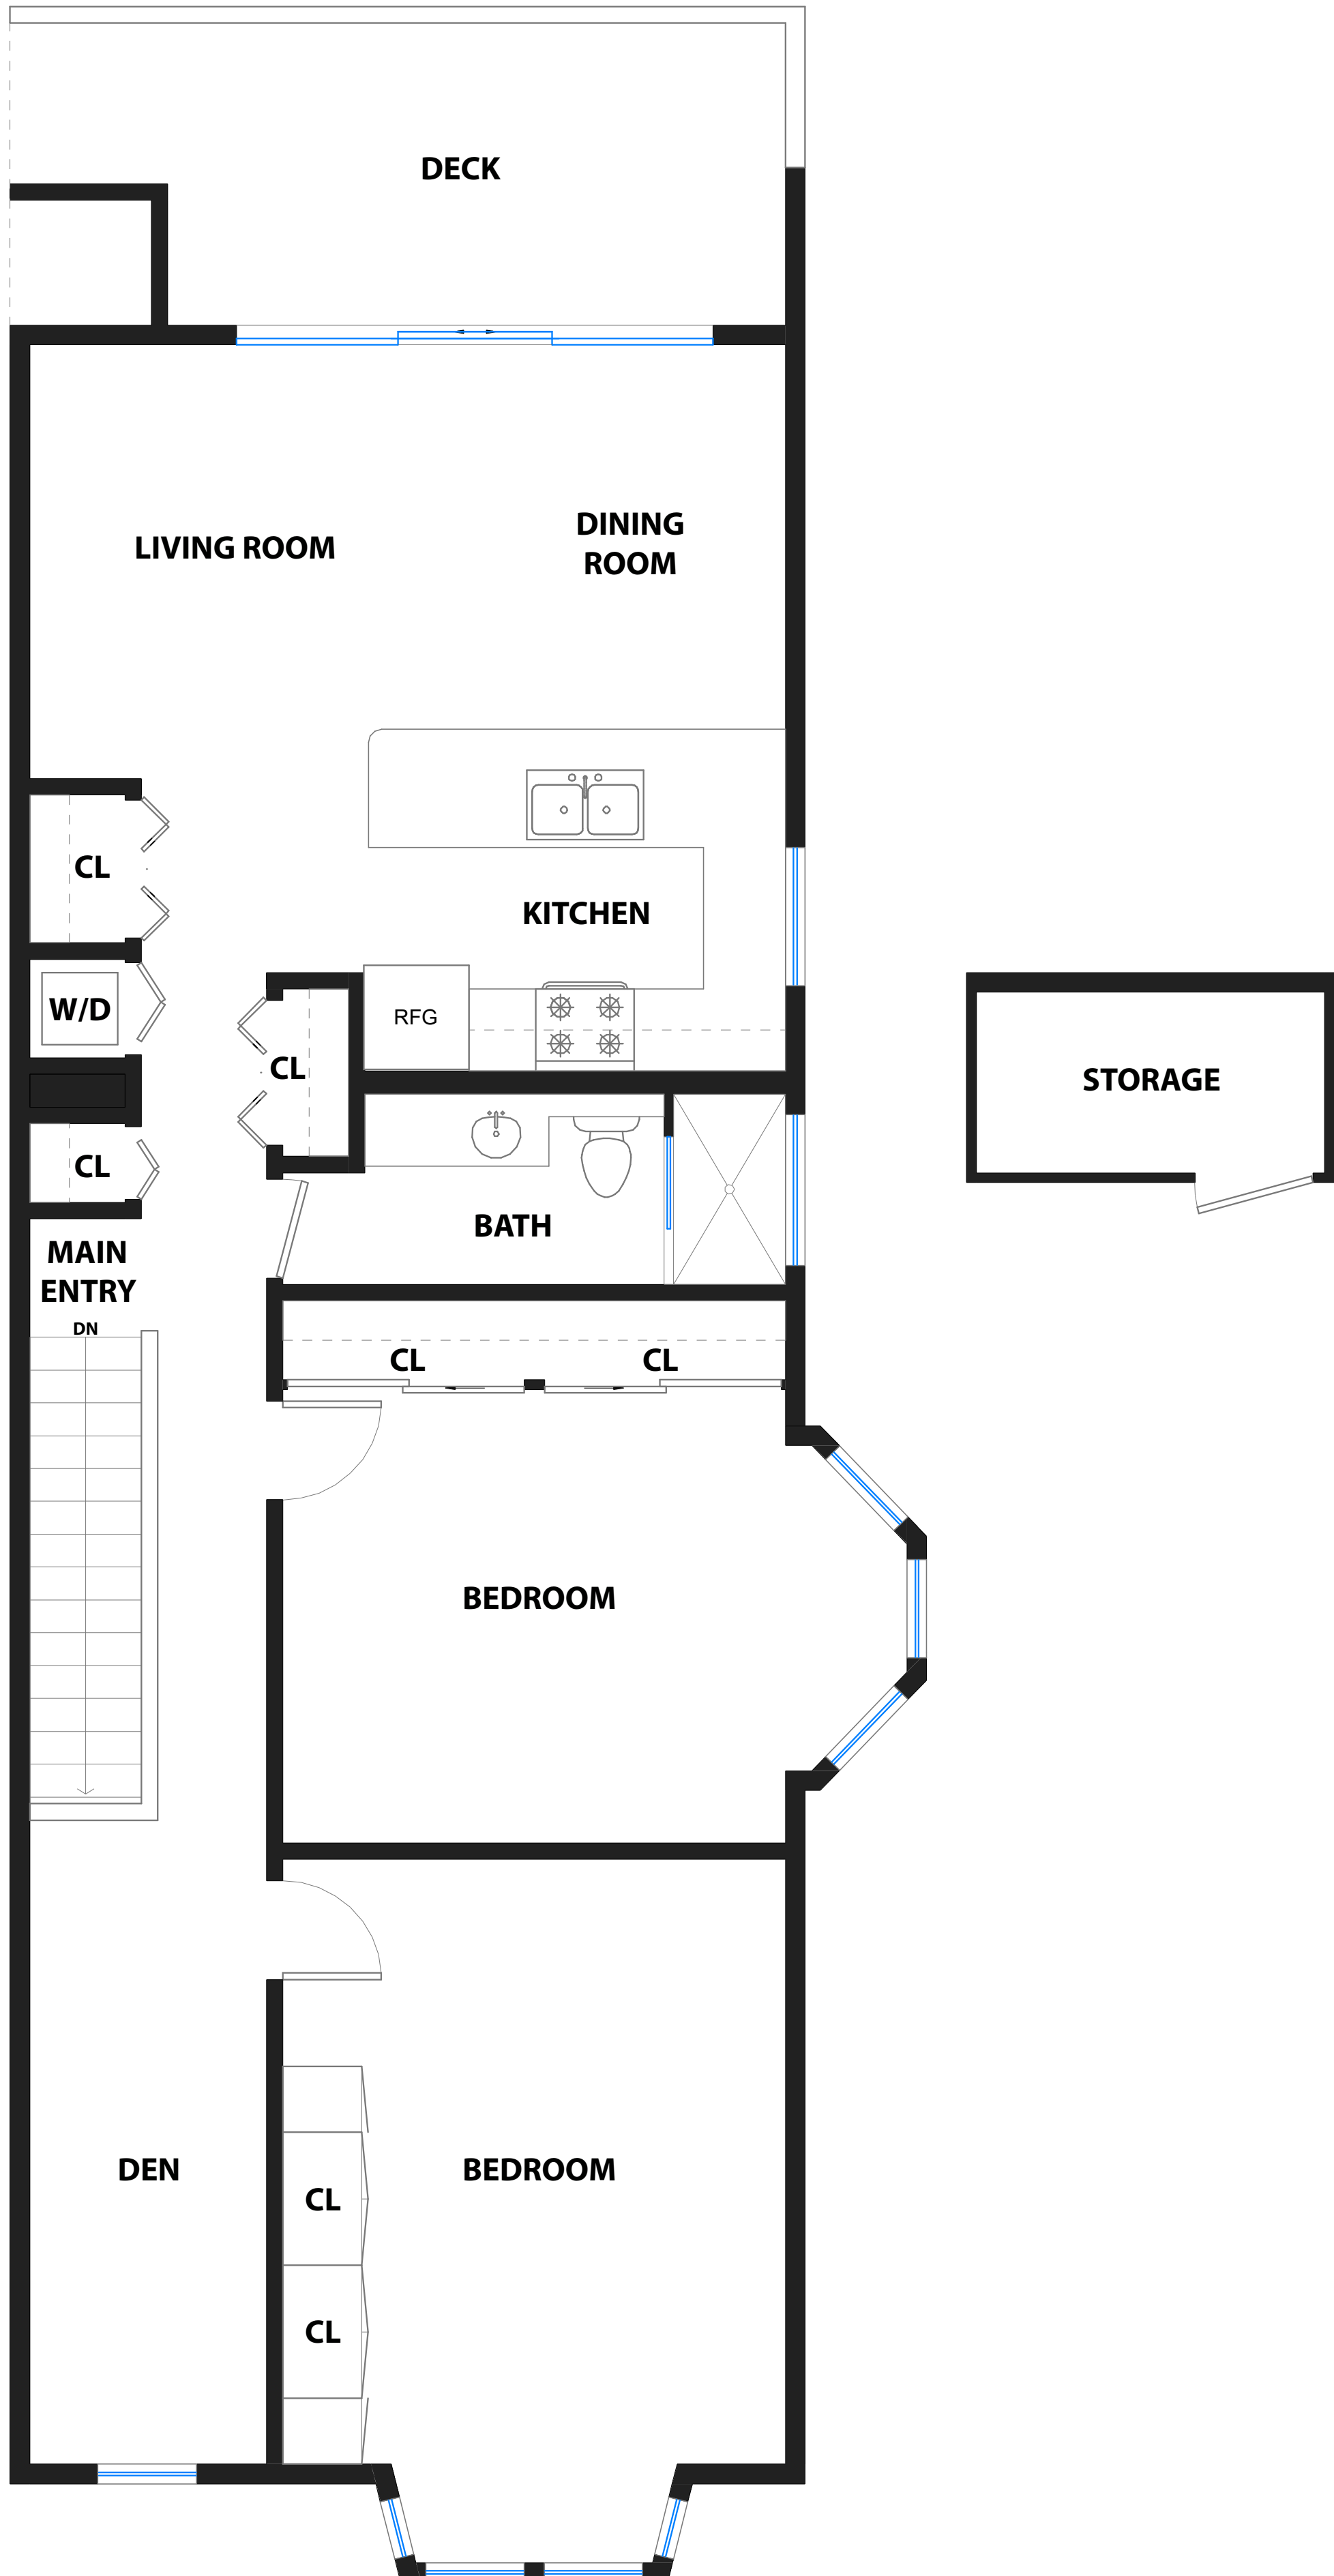 DECK
LIVING ROOM
DINING
ROOM
CL
KITCHEN
W/D
RFG
CL
STORAGE
CL
BATH
MAIN
ENTRY
DN
CL
CL
BEDROOM
DEN
BEDROOM
CL
CL